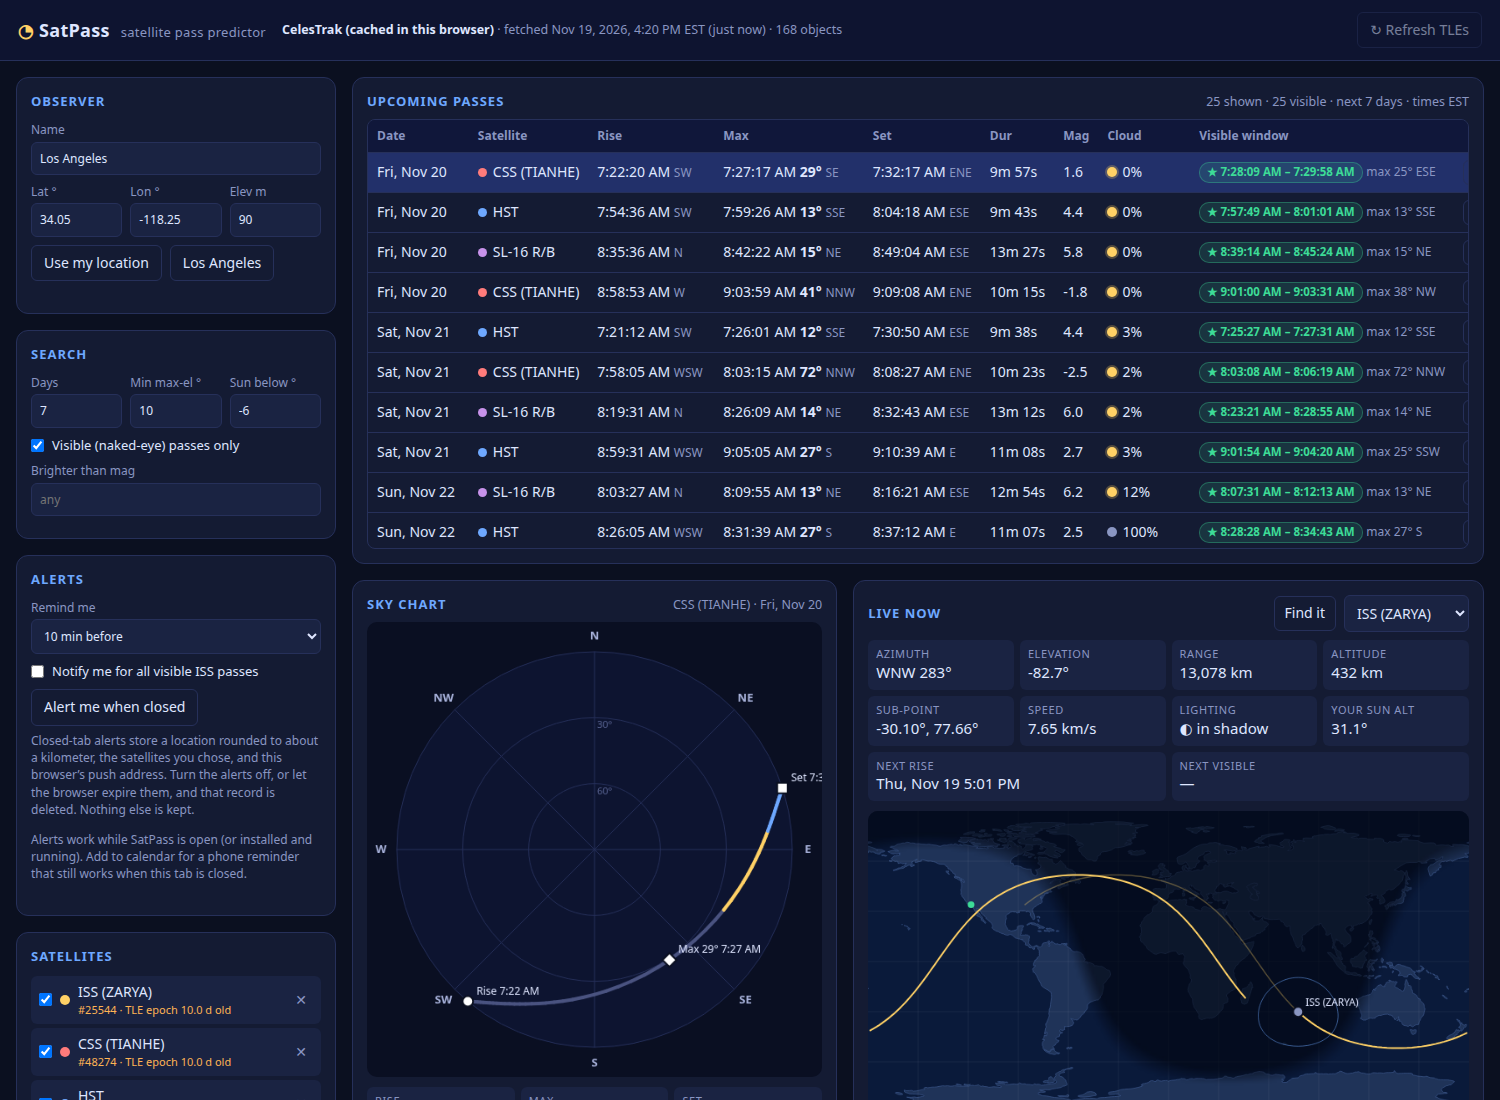 ◔ SatPass satellite pass predictor CelesTrak (cached in this browser) · fetched Nov 19, 2026, 4:20 PM EST (just now) · 168 objects ↻ Refresh TLEs
OBSERVER
Name
Los Angeles
Lat ° Lon ° Elev m
34.05 -118.25 90
Use my location Los Angeles
SEARCH
Days Min max-el ° Sun below °
7 10 -6
Visible (naked-eye) passes only
Brighter than mag
any
ALERTS
Remind me
10 min before
Notify me for all visible ISS passes
Alert me when closed
Closed-tab alerts store a location rounded to about
a kilometer, the satellites you chose, and this
browser's push address. Turn the alerts off, or let
the browser expire them, and that record is
deleted. Nothing else is kept.
Alerts work while SatPass is open (or installed and
running). Add to calendar for a phone reminder
that still works when this tab is closed.
SATELLITES
ISS (ZARYA) ✕
#25544 · TLE epoch 10.0 d old
CSS (TIANHE) ✕
#48274 · TLE epoch 10.0 d old
HST
UPCOMING PASSES 25 shown · 25 visible · next 7 days · times EST
Date Satellite Rise Max Set Dur Mag Cloud Visible window
Fri, Nov 20 CSS (TIANHE) 7:22:20 AM SW 7:27:17 AM 29° SE 7:32:17 AM ENE 9m 57s 1.6 0% ★ 7:28:09 AM – 7:29:58 AM max 25° ESE
Fri, Nov 20 HST 7:54:36 AM SW 7:59:26 AM 13° SSE 8:04:18 AM ESE 9m 43s 4.4 0% ★ 7:57:49 AM – 8:01:01 AM max 13° SSE
Fri, Nov 20 SL-16 R/B 8:35:36 AM N 8:42:22 AM 15° NE 8:49:04 AM ESE 13m 27s 5.8 0% ★ 8:39:14 AM – 8:45:24 AM max 15° NE
Fri, Nov 20 CSS (TIANHE) 8:58:53 AM W 9:03:59 AM 41° NNW 9:09:08 AM ENE 10m 15s -1.8 0% ★ 9:01:00 AM – 9:03:31 AM max 38° NW
Sat, Nov 21 HST 7:21:12 AM SW 7:26:01 AM 12° SSE 7:30:50 AM ESE 9m 38s 4.4 3% ★ 7:25:27 AM – 7:27:31 AM max 12° SSE
Sat, Nov 21 CSS (TIANHE) 7:58:05 AM WSW 8:03:15 AM 72° NNW 8:08:27 AM ENE 10m 23s -2.5 2% ★ 8:03:08 AM – 8:06:19 AM max 72° NNW
Sat, Nov 21 SL-16 R/B 8:19:31 AM N 8:26:09 AM 14° NE 8:32:43 AM ESE 13m 12s 6.0 2% ★ 8:23:21 AM – 8:28:55 AM max 14° NE
Sat, Nov 21 HST 8:59:31 AM WSW 9:05:05 AM 27° S 9:10:39 AM E 11m 08s 2.7 3% ★ 9:01:54 AM – 9:04:20 AM max 25° SSW
Sun, Nov 22 SL-16 R/B 8:03:27 AM N 8:09:55 AM 13° NE 8:16:21 AM ESE 12m 54s 6.2 12% ★ 8:07:31 AM – 8:12:13 AM max 13° NE
Sun, Nov 22 HST 8:26:05 AM WSW 8:31:39 AM 27° S 8:37:12 AM E 11m 07s 2.5 100% ★ 8:28:28 AM – 8:34:43 AM max 27° S
SKY CHART CSS (TIANHE) · Fri, Nov 20
N
NW NE
30°
60°
Set 7:3
W E
Max 29° 7:27 AM
Rise 7:22 AM
SW SE
S
RISE MAX SET
LIVE NOW Find it ISS (ZARYA)
AZIMUTH ELEVATION RANGE ALTITUDE
WNW 283° -82.7° 13,078 km 432 km
SUB-POINT SPEED LIGHTING YOUR SUN ALT
-30.10°, 77.66° 7.65 km/s ◐ in shadow 31.1°
NEXT RISE NEXT VISIBLE
Thu, Nov 19 5:01 PM —
ISS (ZARYA)